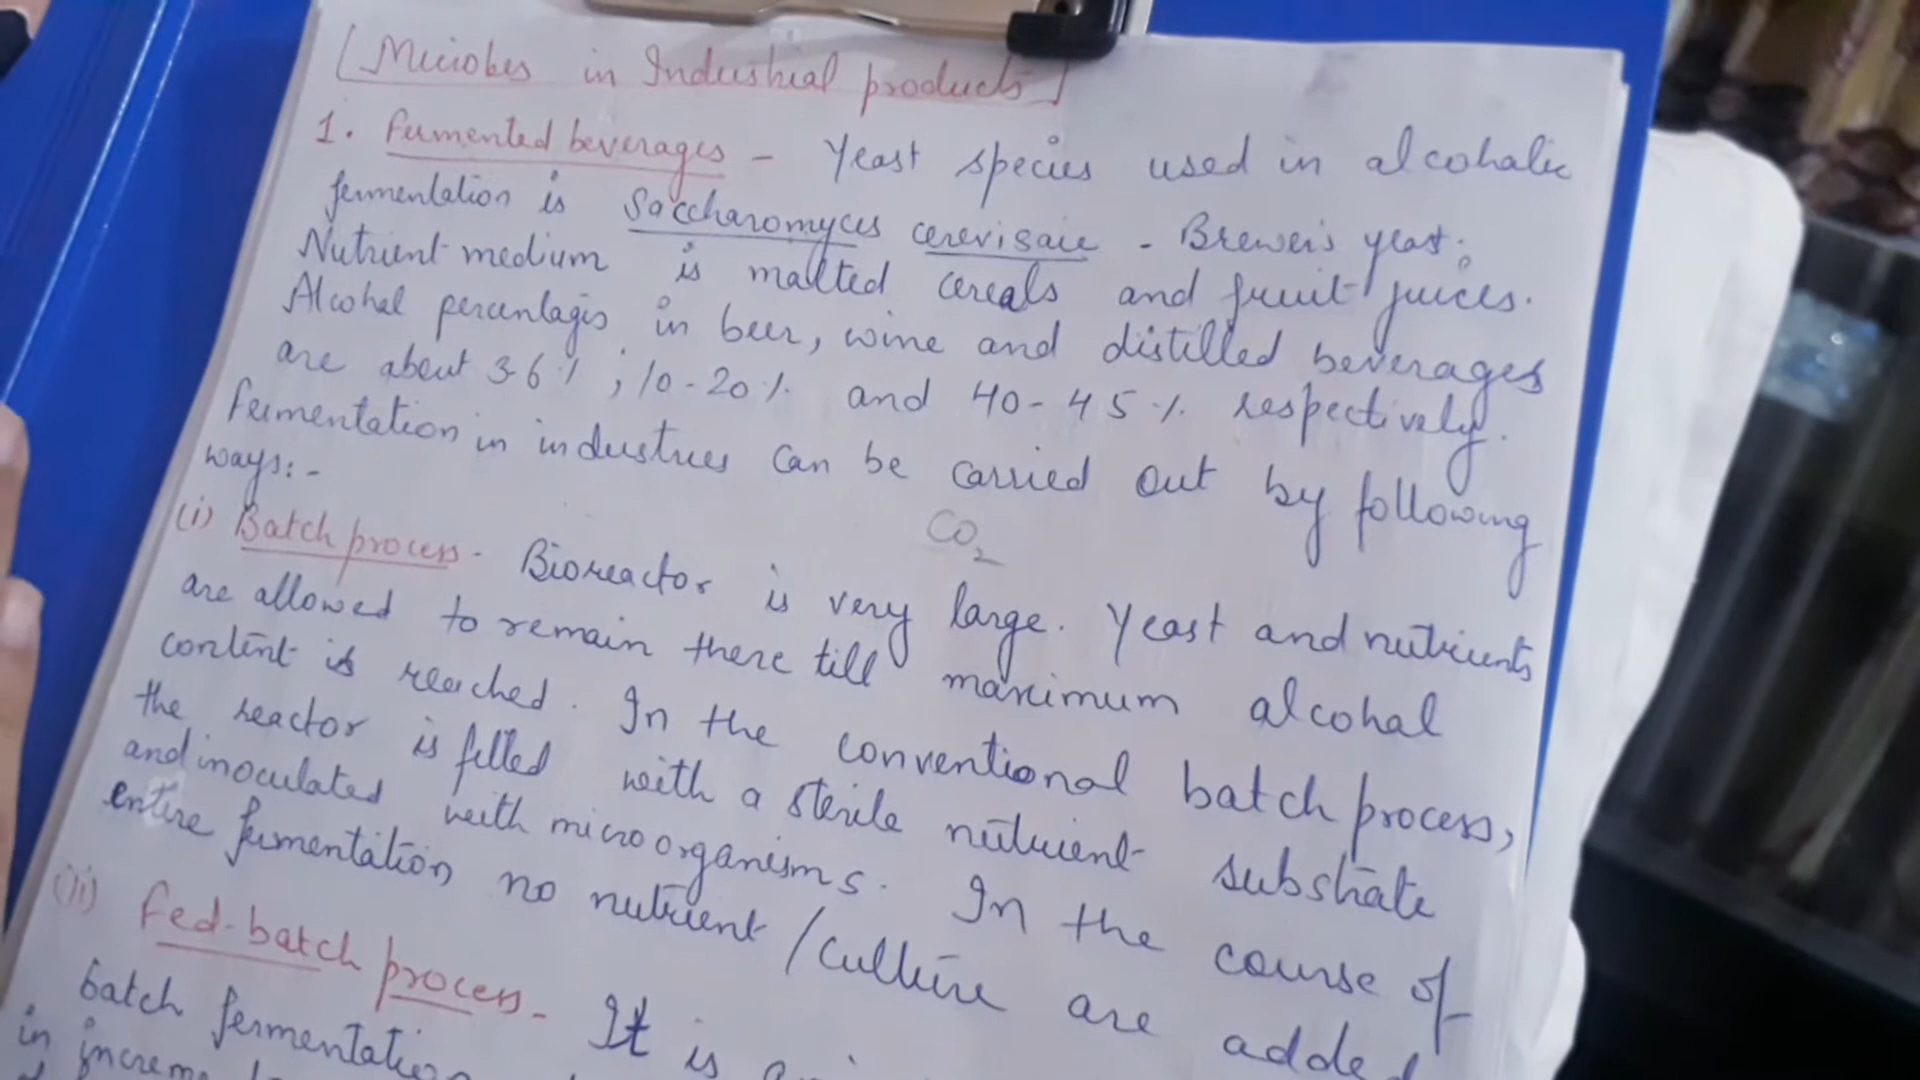 [Microbes in Industrial products]
1. Fermented beverages - Yeast species used in alcohalic
fermentation is Saccharomyces cerevisaie - Brewer's yeast;
Nutrient medium is malted cereals and fruit juices.
Alcohal percentages in beer, wine and distilled beverages
are about 3-6%; 10-20% and 40-45% respectively.
Fermentation in industries can be carried out by following
ways:-
CO2
(i) Batch process - Bioreactor is very large. Yeast and nutrients
are allowed to remain there till maximum alcohal
content is reached. In the conventional batch process,
the reactor is filled with a sterile nutrient substrate
and inoculated with microorganisms. In the course of
entire fermentation no nutrient/culture are added
(ii) Fed-batch process - It is
batch fermentation
in